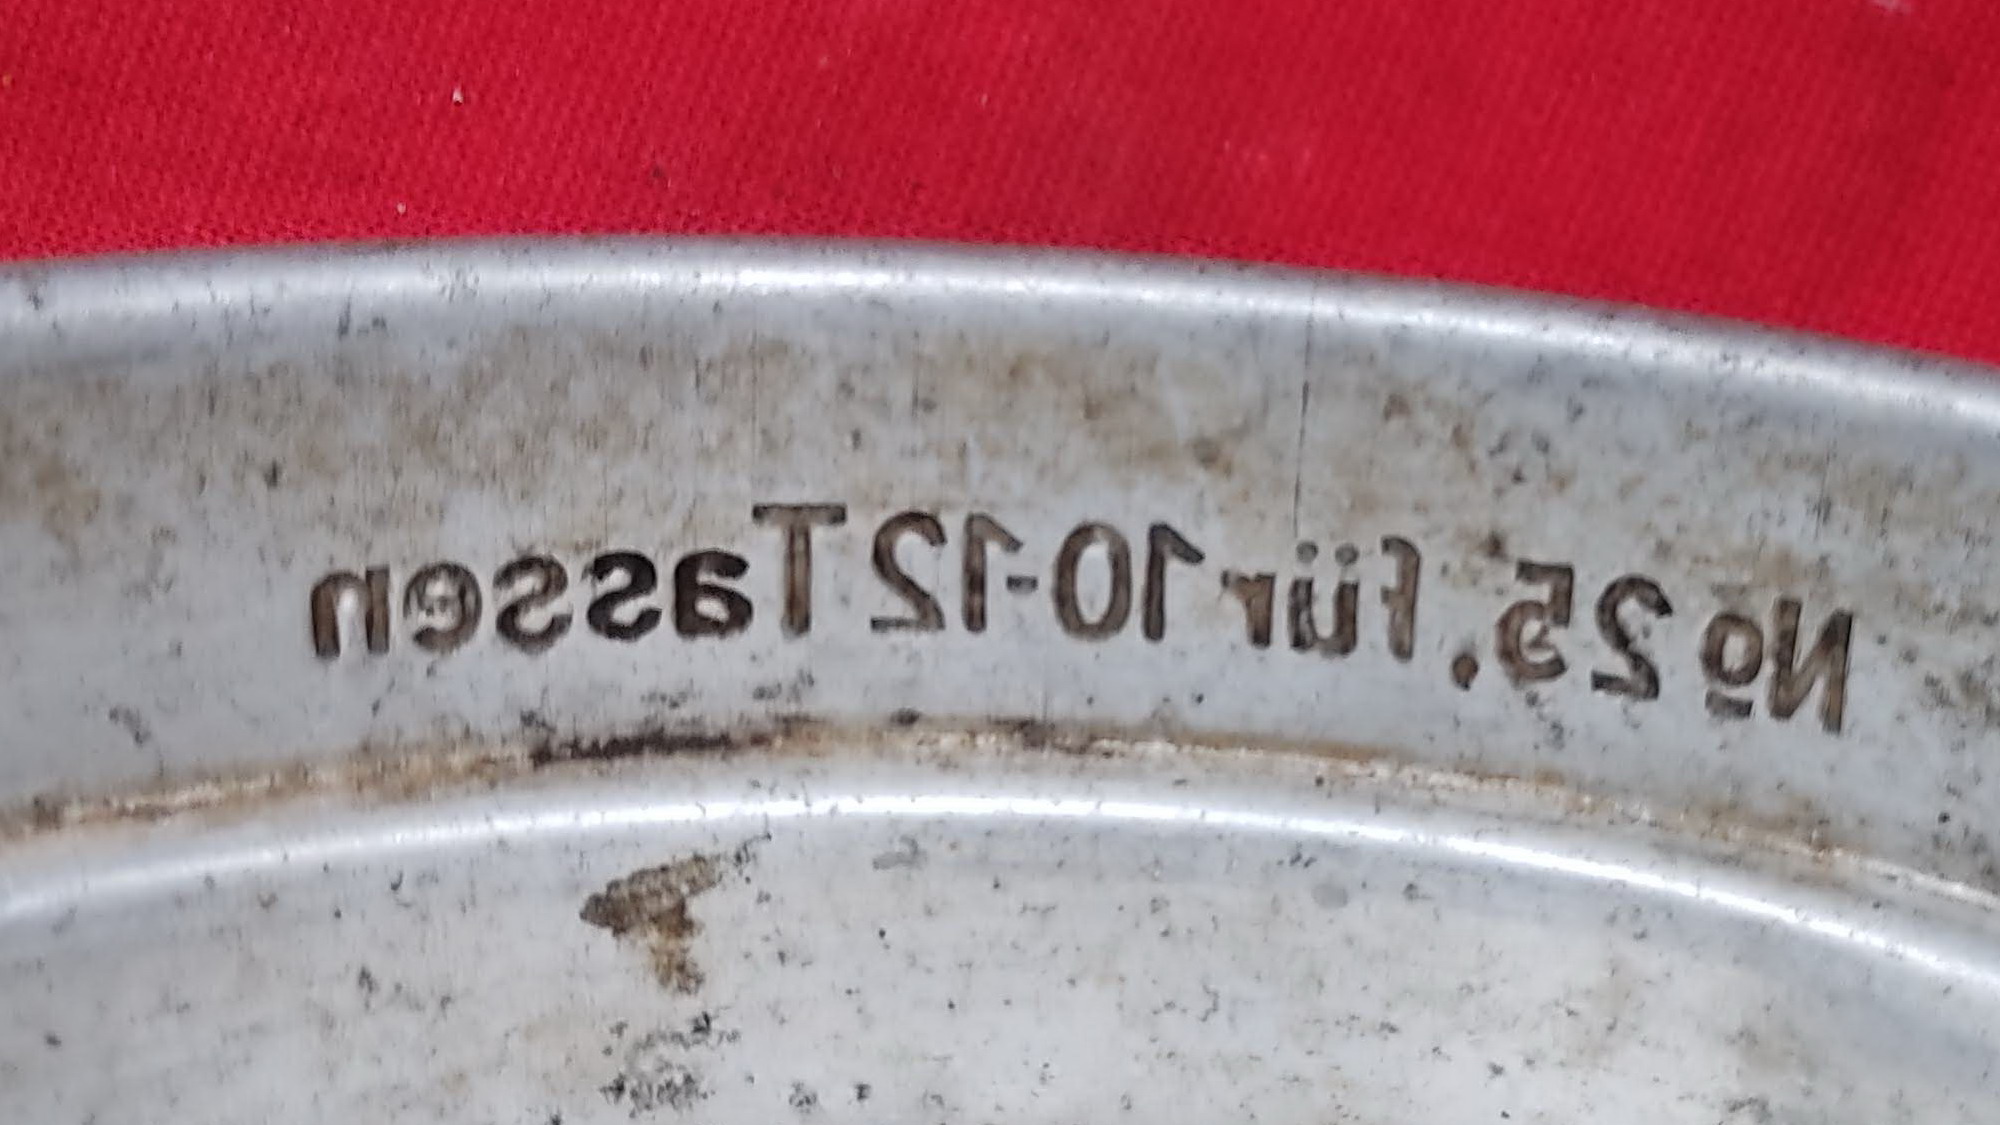 № 25. für 10-12 Tassen